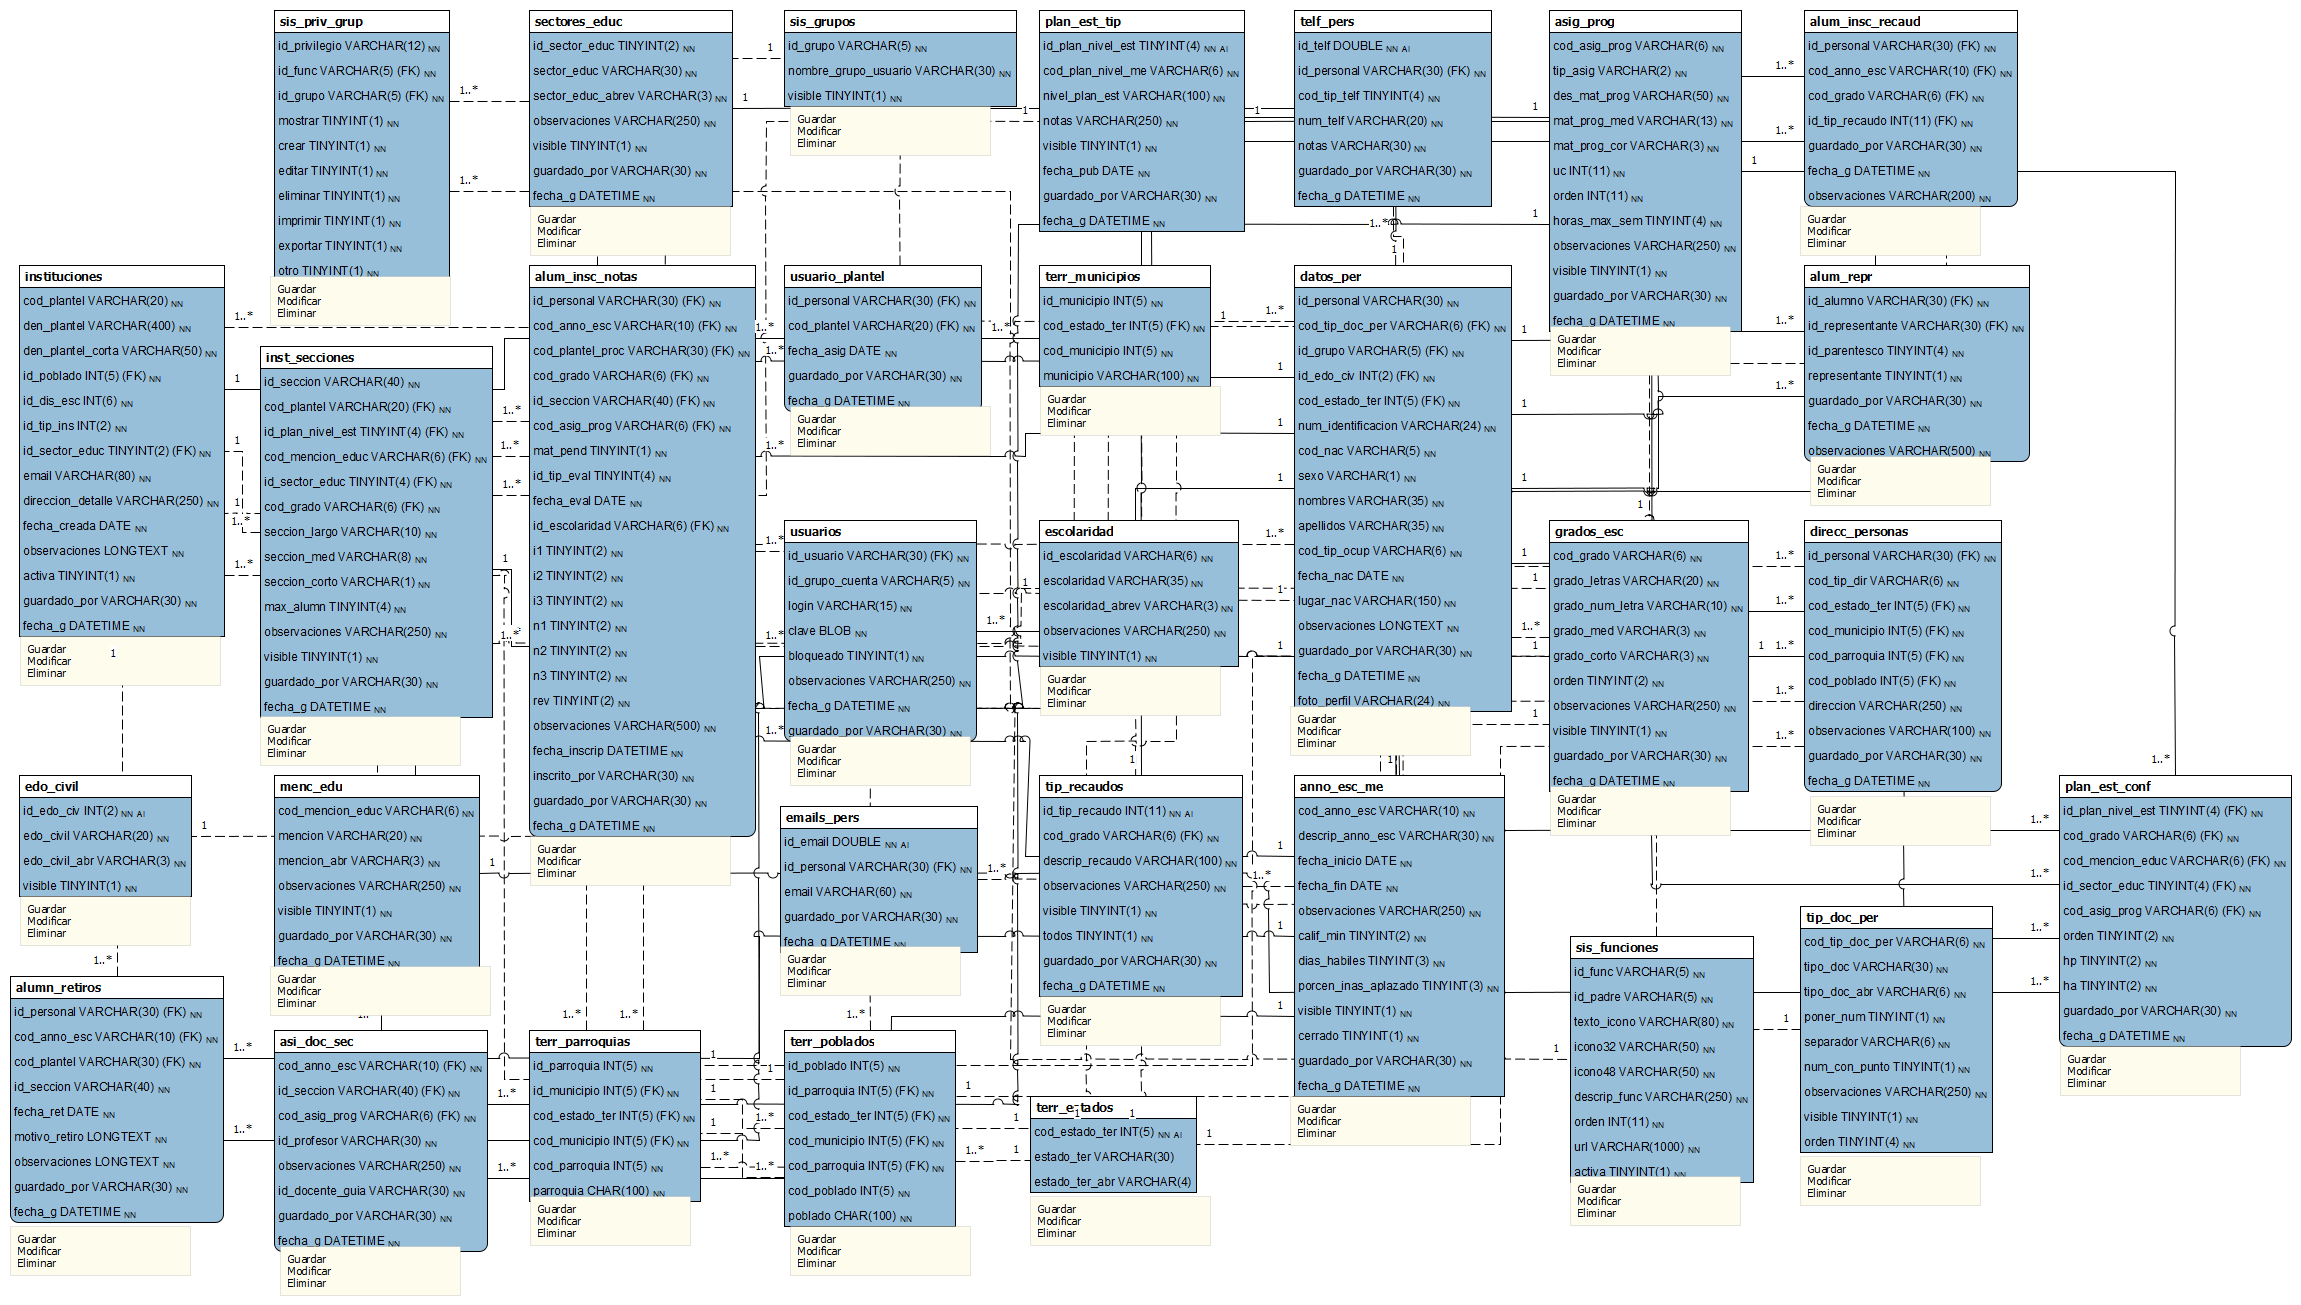 sis_priv_grup
id_privilegio VARCHAR(12) NN
id_func VARCHAR(5) (FK) NN
id_grupo VARCHAR(5) (FK) NN
mostrar TINYINT(1) NN
crear TINYINT(1) NN
editar TINYINT(1) NN
eliminar TINYINT(1) NN
imprimir TINYINT(1) NN
exportar TINYINT(1) NN
otro TINYINT(1) NN
Guardar
Modificar
Eliminar
sectores_educ
id_sector_educ TINYINT(2) NN
sector_educ VARCHAR(30) NN
sector_educ_abrev VARCHAR(3) NN
observaciones VARCHAR(250) NN
visible TINYINT(1) NN
guardado_por VARCHAR(30) NN
fecha_g DATETIME NN
Guardar
Modificar
Eliminar
sis_grupos
id_grupo VARCHAR(5) NN
nombre_grupo_usuario VARCHAR(30) NN
visible TINYINT(1) NN
Guardar
Modificar
Eliminar
plan_est_tip
id_plan_nivel_est TINYINT(4) NN AI
cod_plan_nivel_me VARCHAR(6) NN
nivel_plan_est VARCHAR(100) NN
notas VARCHAR(250) NN
visible TINYINT(1) NN
fecha_pub DATE NN
guardado_por VARCHAR(30) NN
fecha_g DATETIME NN
telf_pers
id_telf DOUBLE NN AI
id_personal VARCHAR(30) (FK) NN
cod_tip_telf TINYINT(4) NN
num_telf VARCHAR(20) NN
notas VARCHAR(30) NN
guardado_por VARCHAR(30) NN
fecha_g DATETIME NN
asig_prog
cod_asig_prog VARCHAR(6) NN
tip_asig VARCHAR(2) NN
des_mat_prog VARCHAR(50) NN
mat_prog_med VARCHAR(13) NN
mat_prog_cor VARCHAR(3) NN
uc INT(11) NN
orden INT(11) NN
horas_max_sem TINYINT(4) NN
observaciones VARCHAR(250) NN
visible TINYINT(1) NN
guardado_por VARCHAR(30) NN
fecha_g DATETIME NN
Guardar
Modificar
Eliminar
alum_insc_recaud
id_personal VARCHAR(30) (FK) NN
cod_anno_esc VARCHAR(10) (FK) NN
cod_grado VARCHAR(6) (FK) NN
id_tip_recaudo INT(11) (FK) NN
guardado_por VARCHAR(30) NN
fecha_g DATETIME NN
observaciones VARCHAR(200) NN
Guardar
Modificar
Eliminar
instituciones
cod_plantel VARCHAR(20) NN
den_plantel VARCHAR(400) NN
den_plantel_corta VARCHAR(50) NN
id_poblado INT(5) (FK) NN
id_dis_esc INT(6) NN
id_tip_ins INT(2) NN
id_sector_educ TINYINT(2) (FK) NN
email VARCHAR(80) NN
direccion_detalle VARCHAR(250) NN
fecha_creada DATE NN
observaciones LONGTEXT NN
activa TINYINT(1) NN
guardado_por VARCHAR(30) NN
fecha_g DATETIME NN
Guardar
Modificar
Eliminar
inst_secciones
id_seccion VARCHAR(40) NN
cod_plantel VARCHAR(20) (FK) NN
id_plan_nivel_est TINYINT(4) (FK) NN
cod_mencion_educ VARCHAR(6) (FK) NN
id_sector_educ TINYINT(4) (FK) NN
cod_grado VARCHAR(6) (FK) NN
seccion_largo VARCHAR(10) NN
seccion_med VARCHAR(8) NN
seccion_corto VARCHAR(1) NN
max_alumn TINYINT(4) NN
observaciones VARCHAR(250) NN
visible TINYINT(1) NN
guardado_por VARCHAR(30) NN
fecha_g DATETIME NN
Guardar
Modificar
Eliminar
alum_insc_notas
id_personal VARCHAR(30) (FK) NN
cod_anno_esc VARCHAR(10) (FK) NN
cod_plantel_proc VARCHAR(30) (FK) NN
cod_grado VARCHAR(6) (FK) NN
id_seccion VARCHAR(40) (FK) NN
cod_asig_prog VARCHAR(6) (FK) NN
mat_pend TINYINT(1) NN
id_tip_eval TINYINT(4) NN
fecha_eval DATE NN
id_escolaridad VARCHAR(6) (FK) NN
i1 TINYINT(2) NN
i2 TINYINT(2) NN
i3 TINYINT(2) NN
n1 TINYINT(2) NN
n2 TINYINT(2) NN
n3 TINYINT(2) NN
rev TINYINT(2) NN
observaciones VARCHAR(500) NN
fecha_inscrip DATETIME NN
inscrito_por VARCHAR(30) NN
guardado_por VARCHAR(30) NN
fecha_g DATETIME NN
Guardar
Modificar
Eliminar
usuario_plantel
id_personal VARCHAR(30) (FK) NN
cod_plantel VARCHAR(20) (FK) NN
fecha_asig DATE NN
guardado_por VARCHAR(30) NN
fecha_g DATETIME NN
Guardar
Modificar
Eliminar
terr_municipios
id_municipio INT(5) NN
cod_estado_ter INT(5) (FK) NN
cod_municipio INT(5) NN
municipio VARCHAR(100) NN
Guardar
Modificar
Eliminar
datos_per
id_personal VARCHAR(30) NN
cod_tip_doc_per VARCHAR(6) (FK) NN
id_grupo VARCHAR(5) (FK) NN
id_edo_civ INT(2) (FK) NN
cod_estado_ter INT(5) (FK) NN
num_identificacion VARCHAR(24) NN
cod_nac VARCHAR(5) NN
sexo VARCHAR(1) NN
nombres VARCHAR(35) NN
apellidos VARCHAR(35) NN
cod_tip_ocup VARCHAR(6) NN
fecha_nac DATE NN
lugar_nac VARCHAR(150) NN
observaciones LONGTEXT NN
guardado_por VARCHAR(30) NN
fecha_g DATETIME NN
foto_perfil VARCHAR(24) NN
Guardar
Modificar
Eliminar
alum_repr
id_alumno VARCHAR(30) (FK) NN
id_representante VARCHAR(30) (FK) NN
id_parentesco TINYINT(4) NN
representante TINYINT(1) NN
guardado_por VARCHAR(30) NN
fecha_g DATETIME NN
observaciones VARCHAR(500) NN
Guardar
Modificar
Eliminar
usuarios
id_usuario VARCHAR(30) (FK) NN
id_grupo_cuenta VARCHAR(5) NN
login VARCHAR(15) NN
clave BLOB NN
bloqueado TINYINT(1) NN
observaciones VARCHAR(250) NN
fecha_g DATETIME NN
guardado_por VARCHAR(30) NN
Guardar
Modificar
Eliminar
escolaridad
id_escolaridad VARCHAR(6) NN
escolaridad VARCHAR(35) NN
escolaridad_abrev VARCHAR(3) NN
observaciones VARCHAR(250) NN
visible TINYINT(1) NN
Guardar
Modificar
Eliminar
grados_esc
cod_grado VARCHAR(6) NN
grado_letras VARCHAR(20) NN
grado_num_letra VARCHAR(10) NN
grado_med VARCHAR(3) NN
grado_corto VARCHAR(3) NN
orden TINYINT(2) NN
observaciones VARCHAR(250) NN
visible TINYINT(1) NN
guardado_por VARCHAR(30) NN
fecha_g DATETIME NN
Guardar
Modificar
Eliminar
direcc_personas
id_personal VARCHAR(30) (FK) NN
cod_tip_dir VARCHAR(6) NN
cod_estado_ter INT(5) (FK) NN
cod_municipio INT(5) (FK) NN
cod_parroquia INT(5) (FK) NN
cod_poblado INT(5) (FK) NN
direccion VARCHAR(250) NN
observaciones VARCHAR(100) NN
guardado_por VARCHAR(30) NN
fecha_g DATETIME NN
Guardar
Modificar
Eliminar
edo_civil
id_edo_civ INT(2) NN AI
edo_civil VARCHAR(20) NN
edo_civil_abr VARCHAR(3) NN
visible TINYINT(1) NN
Guardar
Modificar
Eliminar
menc_edu
cod_mencion_educ VARCHAR(6) NN
mencion VARCHAR(20) NN
mencion_abr VARCHAR(3) NN
observaciones VARCHAR(250) NN
visible TINYINT(1) NN
guardado_por VARCHAR(30) NN
fecha_g DATETIME NN
Guardar
Modificar
Eliminar
emails_pers
id_email DOUBLE NN AI
id_personal VARCHAR(30) (FK) NN
email VARCHAR(60) NN
guardado_por VARCHAR(30) NN
fecha_g DATETIME NN
Guardar
Modificar
Eliminar
tip_recaudos
id_tip_recaudo INT(11) NN AI
cod_grado VARCHAR(6) (FK) NN
descrip_recaudo VARCHAR(100) NN
observaciones VARCHAR(250) NN
visible TINYINT(1) NN
todos TINYINT(1) NN
guardado_por VARCHAR(30) NN
fecha_g DATETIME NN
Guardar
Modificar
Eliminar
anno_esc_me
cod_anno_esc VARCHAR(10) NN
descrip_anno_esc VARCHAR(30) NN
fecha_inicio DATE NN
fecha_fin DATE NN
observaciones VARCHAR(250) NN
calif_min TINYINT(2) NN
dias_habiles TINYINT(3) NN
porcen_inas_aplazado TINYINT(3) NN
visible TINYINT(1) NN
cerrado TINYINT(1) NN
guardado_por VARCHAR(30) NN
fecha_g DATETIME NN
Guardar
Modificar
Eliminar
plan_est_conf
id_plan_nivel_est TINYINT(4) (FK) NN
cod_grado VARCHAR(6) (FK) NN
cod_mencion_educ VARCHAR(6) (FK) NN
id_sector_educ TINYINT(4) (FK) NN
cod_asig_prog VARCHAR(6) (FK) NN
orden TINYINT(2) NN
hp TINYINT(2) NN
ha TINYINT(2) NN
guardado_por VARCHAR(30) NN
fecha_g DATETIME NN
Guardar
Modificar
Eliminar
tip_doc_per
cod_tip_doc_per VARCHAR(6) NN
tipo_doc VARCHAR(30) NN
tipo_doc_abr VARCHAR(6) NN
poner_num TINYINT(1) NN
separador VARCHAR(6) NN
num_con_punto TINYINT(1) NN
observaciones VARCHAR(250) NN
visible TINYINT(1) NN
orden TINYINT(4) NN
Guardar
Modificar
Eliminar
sis_funciones
id_func VARCHAR(5) NN
id_padre VARCHAR(5) NN
texto_icono VARCHAR(80) NN
icono32 VARCHAR(50) NN
icono48 VARCHAR(50) NN
descrip_func VARCHAR(250) NN
orden INT(11) NN
url VARCHAR(1000) NN
activa TINYINT(1) NN
Guardar
Modificar
Eliminar
alumn_retiros
id_personal VARCHAR(30) (FK) NN
cod_anno_esc VARCHAR(10) (FK) NN
cod_plantel VARCHAR(30) (FK) NN
id_seccion VARCHAR(40) NN
fecha_ret DATE NN
motivo_retiro LONGTEXT NN
observaciones LONGTEXT NN
guardado_por VARCHAR(30) NN
fecha_g DATETIME NN
Guardar
Modificar
Eliminar
asi_doc_sec
cod_anno_esc VARCHAR(10) (FK) NN
id_seccion VARCHAR(40) (FK) NN
cod_asig_prog VARCHAR(6) (FK) NN
id_profesor VARCHAR(30) NN
observaciones VARCHAR(250) NN
id_docente_guia VARCHAR(30) NN
guardado_por VARCHAR(30) NN
fecha_g DATETIME NN
Guardar
Modificar
Eliminar
terr_parroquias
id_parroquia INT(5) NN
id_municipio INT(5) (FK) NN
cod_estado_ter INT(5) (FK) NN
cod_municipio INT(5) (FK) NN
cod_parroquia INT(5) NN
parroquia CHAR(100) NN
Guardar
Modificar
Eliminar
terr_poblados
id_poblado INT(5) NN
id_parroquia INT(5) (FK) NN
cod_estado_ter INT(5) (FK) NN
cod_municipio INT(5) (FK) NN
cod_parroquia INT(5) (FK) NN
cod_poblado INT(5) NN
poblado CHAR(100) NN
Guardar
Modificar
Eliminar
terr_estados
cod_estado_ter INT(5) NN AI
estado_ter VARCHAR(30)
estado_ter_abr VARCHAR(4)
Guardar
Modificar
Eliminar